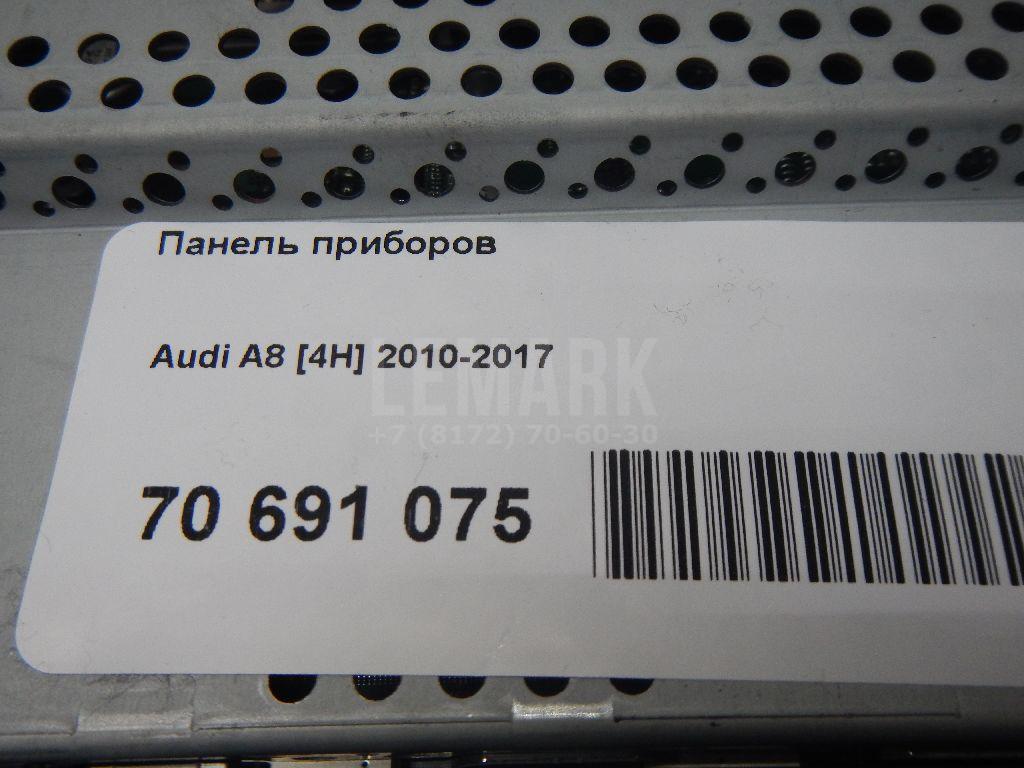 Панель приборов
Audi A8 [4H] 2010-2017
LEMARK
+7 (8172) 70-60-30
70 691 075